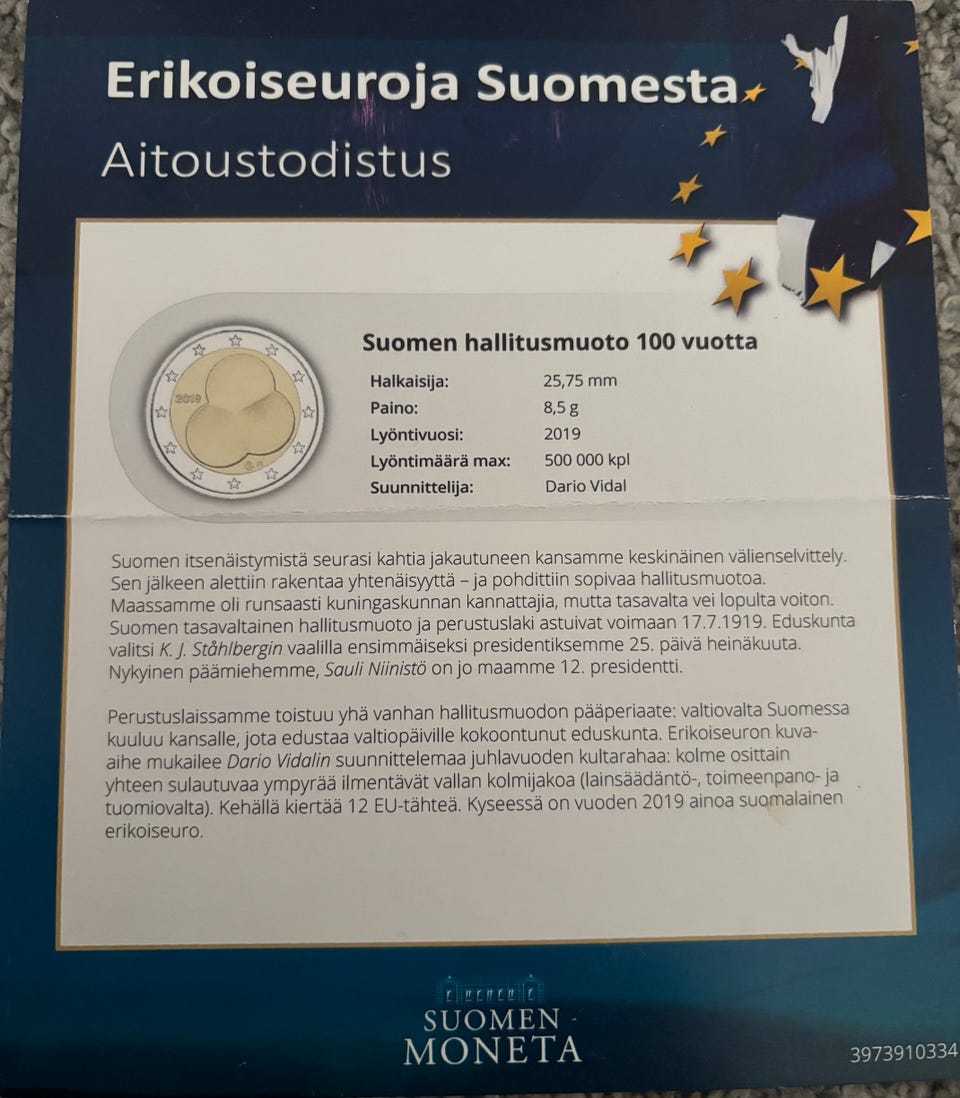 Erikoiseuroja Suomesta
Aitoustodistus
2019
Suomen hallitusmuoto 100 vuotta
Halkaisija: 25,75 mm
Paino: 8,5 g
Lyöntivuosi: 2019
Lyöntimäärä max: 500 000 kpl
Suunnittelija: Dario Vidal
Suomen itsenäistymistä seurasi kahtia jakautuneen kansamme keskinäinen välienselvittely.
Sen jälkeen alettiin rakentaa yhtenäisyyttä – ja pohdittiin sopivaa hallitusmuotoa.
Maassamme oli runsaasti kuningaskunnan kannattajia, mutta tasavalta vei lopulta voiton.
Suomen tasavaltainen hallitusmuoto ja perustuslaki astuivat voimaan 17.7.1919. Eduskunta
valitsi K. J. Ståhlbergin vaalilla ensimmäiseksi presidentiksemme 25. päivä heinäkuuta.
Nykyinen päämiehemme, Sauli Niinistö on jo maamme 12. presidentti.
Perustuslaissamme toistuu yhä vanhan hallitusmuodon pääperiaate: valtiovalta Suomessa
kuuluu kansalle, jota edustaa valtiopäiville kokoontunut eduskunta. Erikoiseuron kuva-
aihe mukailee Dario Vidalin suunnittelemaa juhlavuoden kultarahaa: kolme osittain
yhteen sulautuvaa ympyrää ilmentävät vallan kolmijakoa (lainsäädäntö-, toimeenpano- ja
tuomiovalta). Kehällä kiertää 12 EU-tähteä. Kyseessä on vuoden 2019 ainoa suomalainen
erikoiseuro.
SUOMEN
MONETA
3973910334